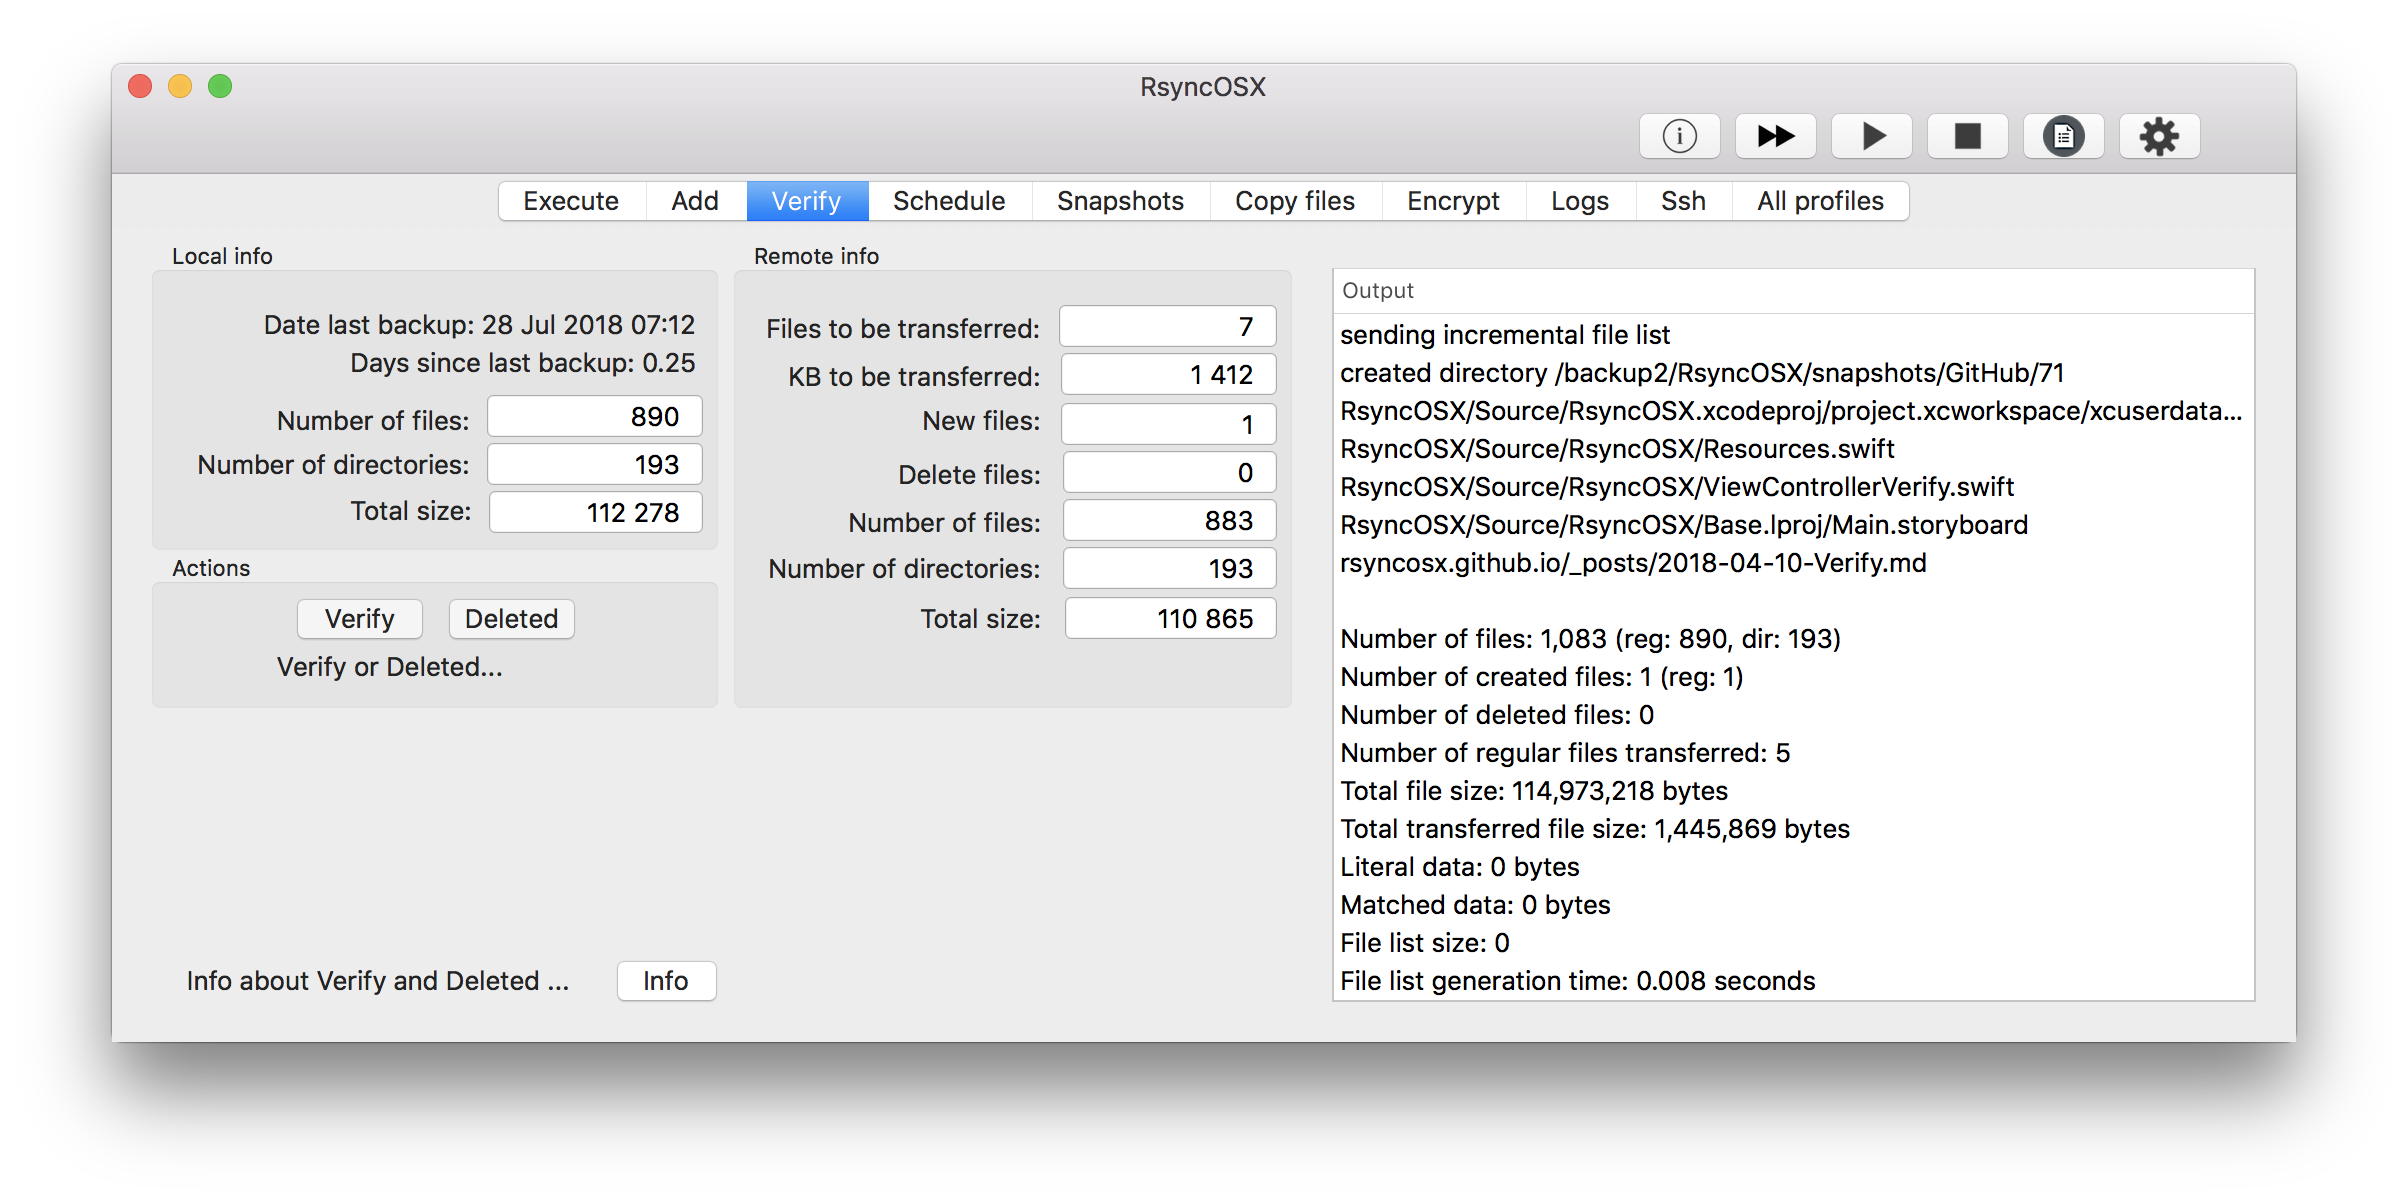 RsyncOSX
Execute Add Verify Schedule Snapshots Copy files Encrypt Logs Ssh All profiles
Local info
Date last backup: 28 Jul 2018 07:12
Days since last backup: 0.25
Number of files: 890
Number of directories: 193
Total size: 112 278
Actions
Verify Deleted
Verify or Deleted...
Info about Verify and Deleted ... Info
Remote info
Files to be transferred: 7
KB to be transferred: 1 412
New files: 1
Delete files: 0
Number of files: 883
Number of directories: 193
Total size: 110 865
Output
sending incremental file list
created directory /backup2/RsyncOSX/snapshots/GitHub/71
RsyncOSX/Source/RsyncOSX.xcodeproj/project.xcworkspace/xcuserdata...
RsyncOSX/Source/RsyncOSX/Resources.swift
RsyncOSX/Source/RsyncOSX/ViewControllerVerify.swift
RsyncOSX/Source/RsyncOSX/Base.lproj/Main.storyboard
rsyncosx.github.io/_posts/2018-04-10-Verify.md
Number of files: 1,083 (reg: 890, dir: 193)
Number of created files: 1 (reg: 1)
Number of deleted files: 0
Number of regular files transferred: 5
Total file size: 114,973,218 bytes
Total transferred file size: 1,445,869 bytes
Literal data: 0 bytes
Matched data: 0 bytes
File list size: 0
File list generation time: 0.008 seconds